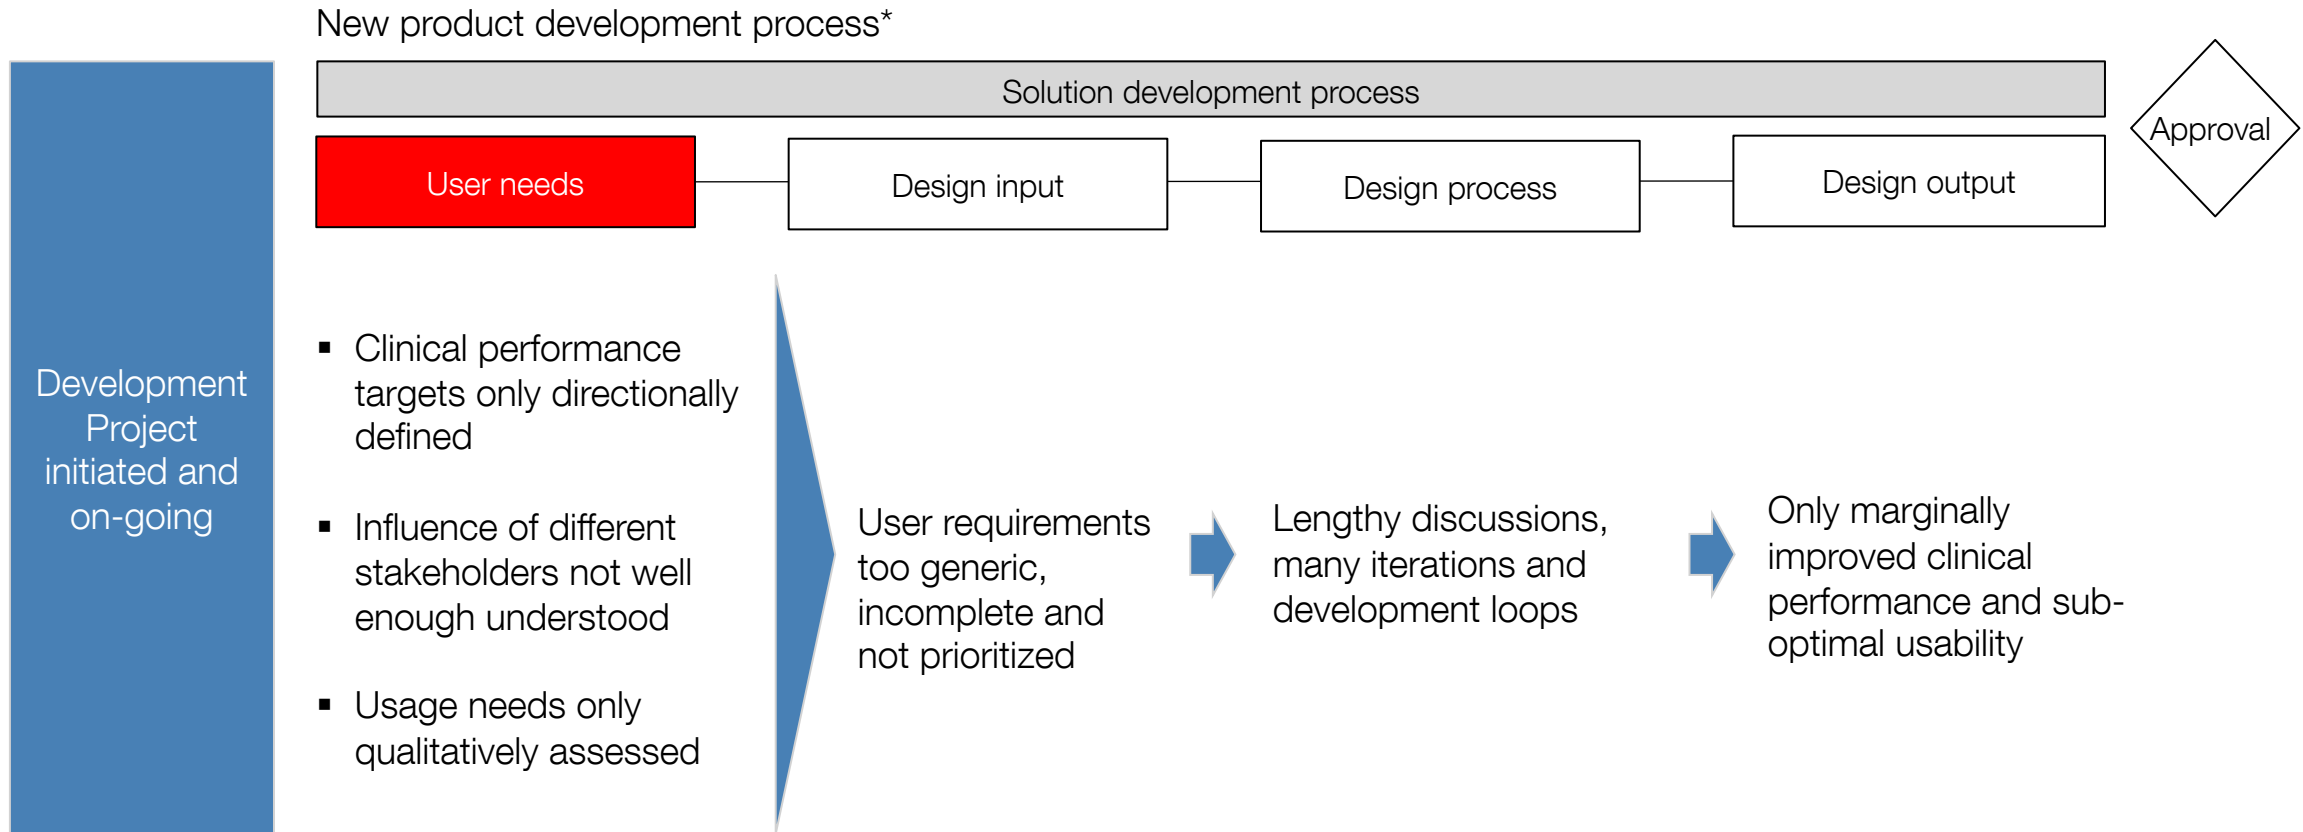 New product development process*
Solution development process
Approval
User needs
Design input
Design process
Design output
Development
Project
initiated and
on-going
▪ Clinical performance
targets only directionally
defined
▪ Influence of different
stakeholders not well
enough understood
▪ Usage needs only
qualitatively assessed
User requirements
too generic,
incomplete and
not prioritized
Lengthy discussions,
many iterations and
development loops
Only marginally
improved clinical
performance and sub-
optimal usability